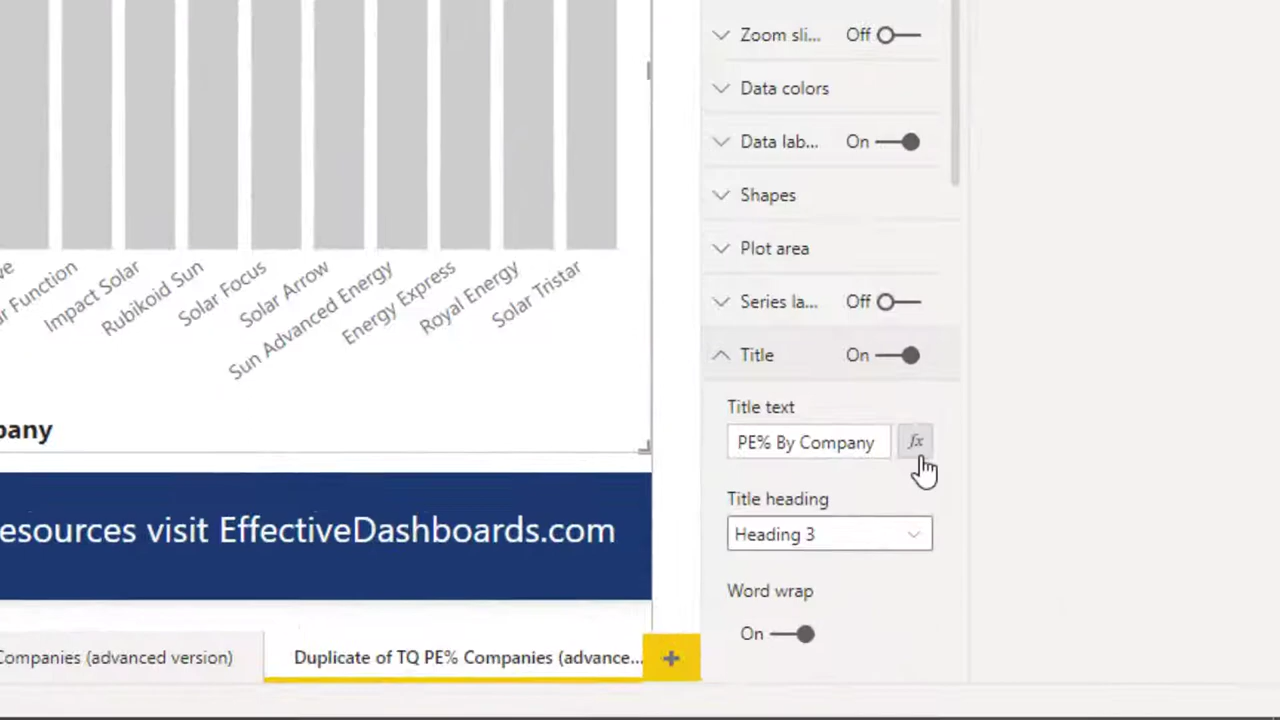 Zoom sli... Off
Data colors
Data lab... On
Shapes
Plot area
Series la... Off
Title On
Title text
PE% By Company fx
Title heading
Heading 3
Word wrap
On
ve
r Function
Impact Solar
Rubikoid Sun
Solar Focus
Solar Arrow
Sun Advanced Energy
Energy Express
Royal Energy
Solar Tristar
pany
esources visit EffectiveDashboards.com
Companies (advanced version)
Duplicate of TQ PE% Companies (advance...